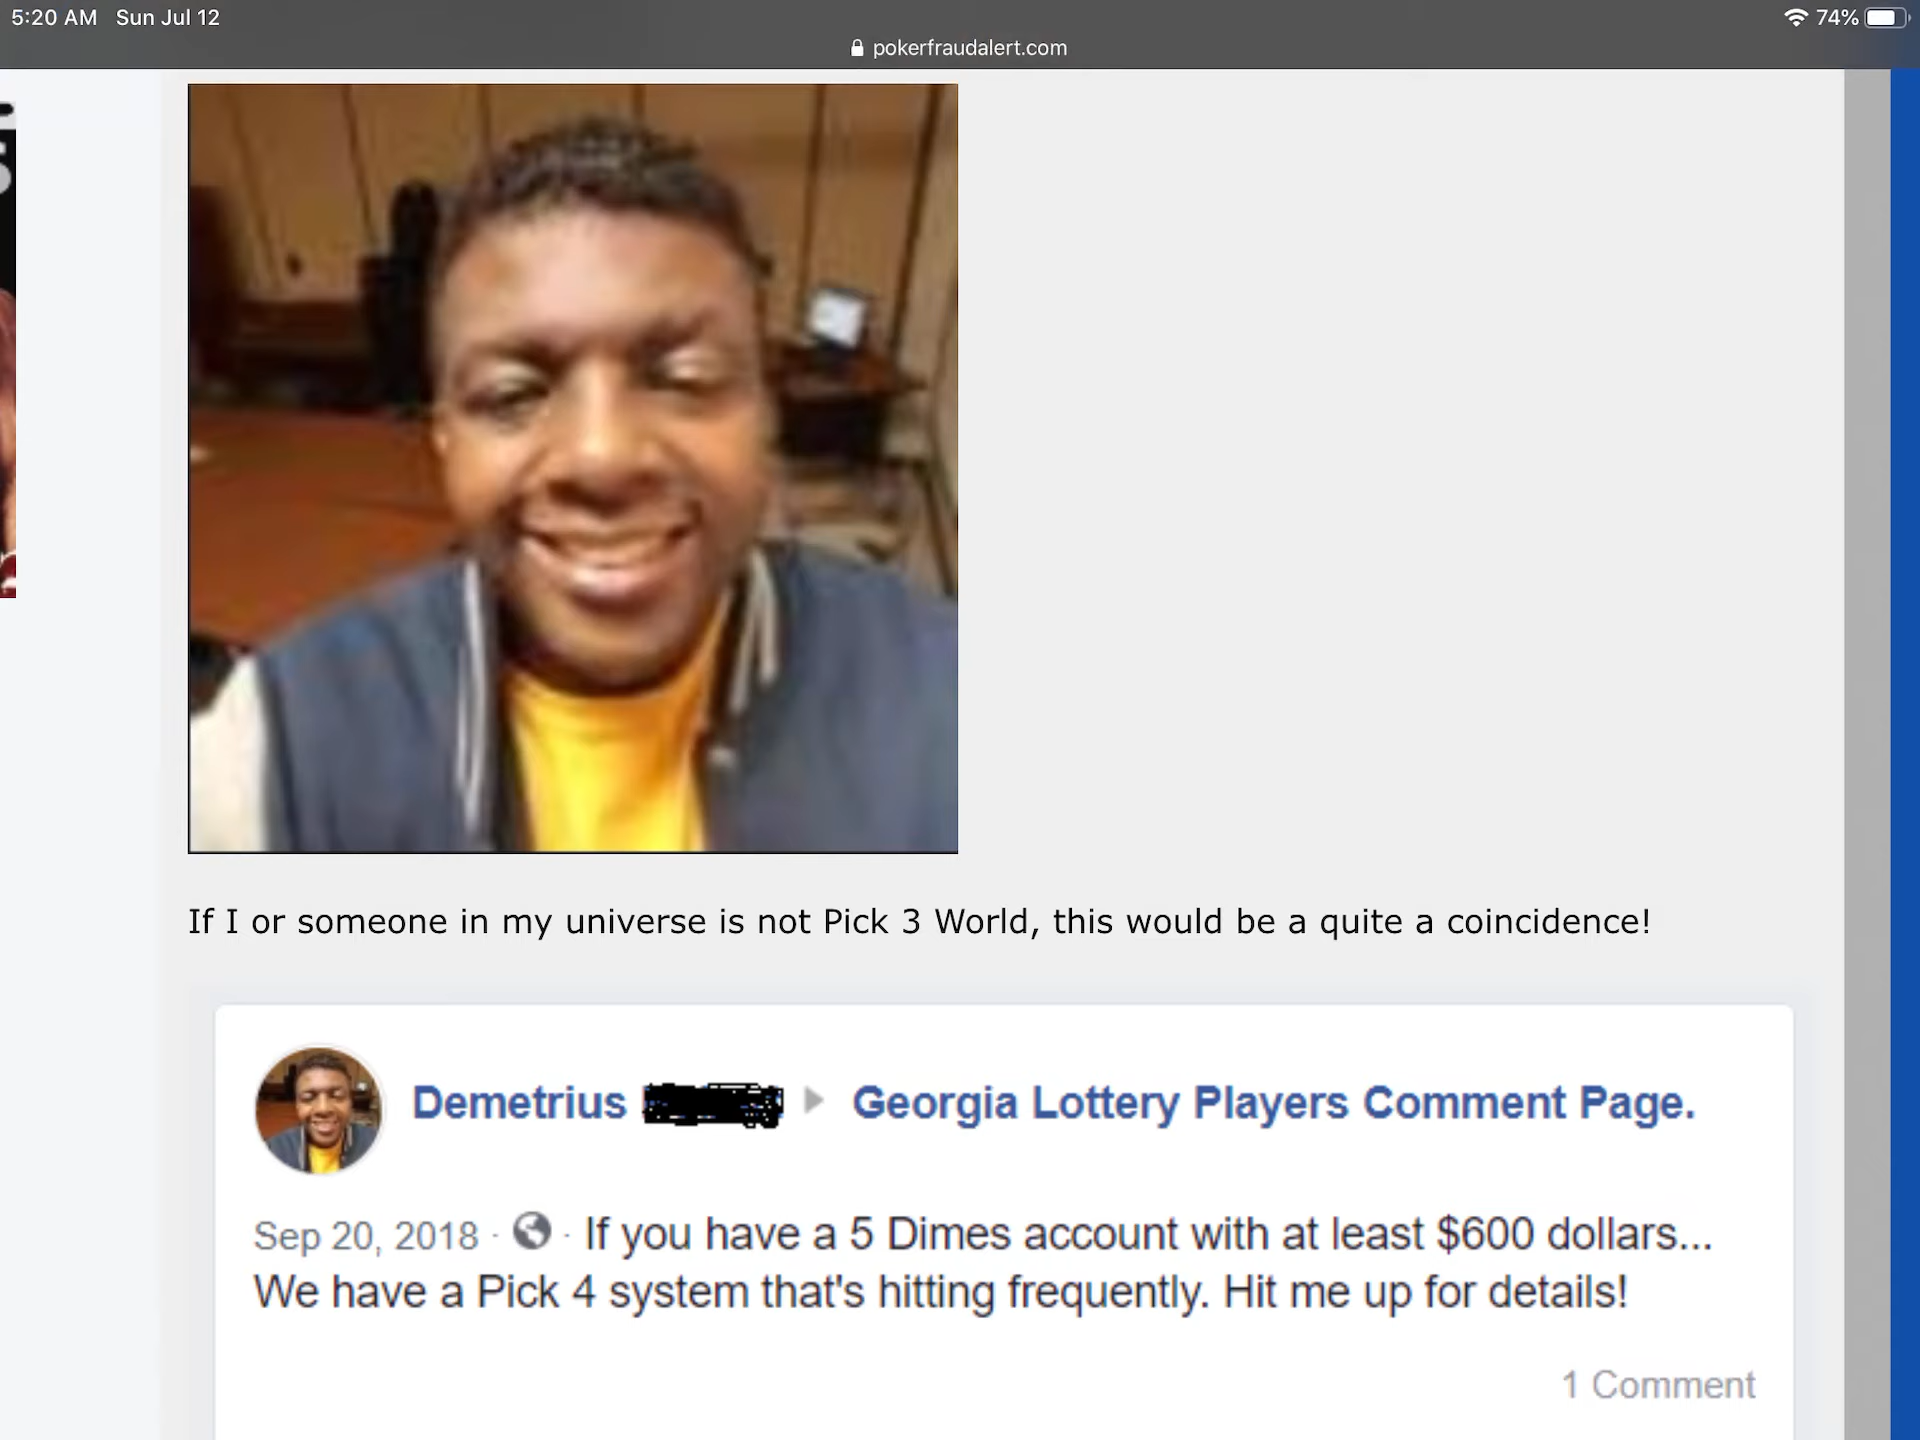 5:20 AM Sun Jul 12
74%
pokerfraudalert.com
If I or someone in my universe is not Pick 3 World, this would be a quite a coincidence!
Demetrius Georgia Lottery Players Comment Page.
Sep 20, 2018 · · If you have a 5 Dimes account with at least $600 dollars...
We have a Pick 4 system that's hitting frequently. Hit me up for details!
1 Comment